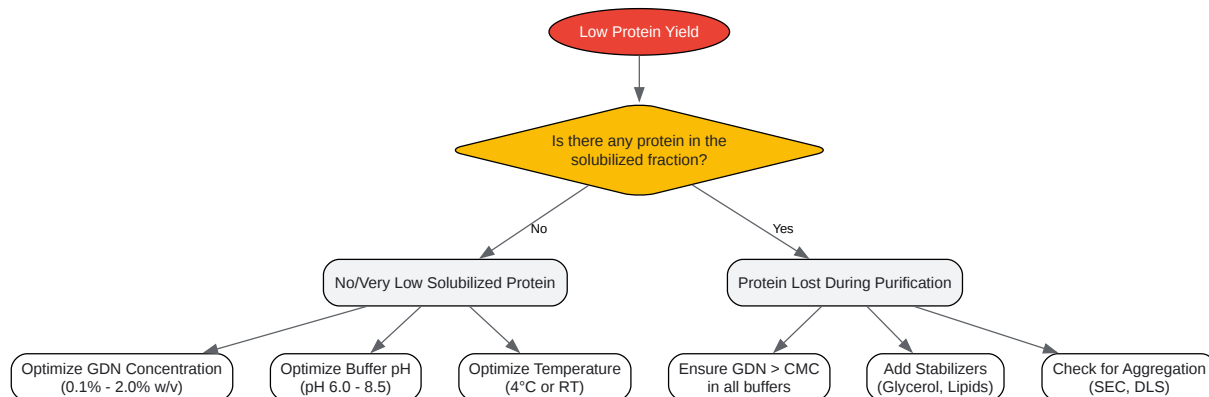 Low Protein Yield
Is there any protein in the
solubilized fraction?
No
Yes
No/Very Low Solubilized Protein
Protein Lost During Purification
Optimize GDN Concentration
(0.1% - 2.0% w/v)
Optimize Buffer pH
(pH 6.0 - 8.5)
Optimize Temperature
(4°C or RT)
Ensure GDN > CMC
in all buffers
Add Stabilizers
(Glycerol, Lipids)
Check for Aggregation
(SEC, DLS)